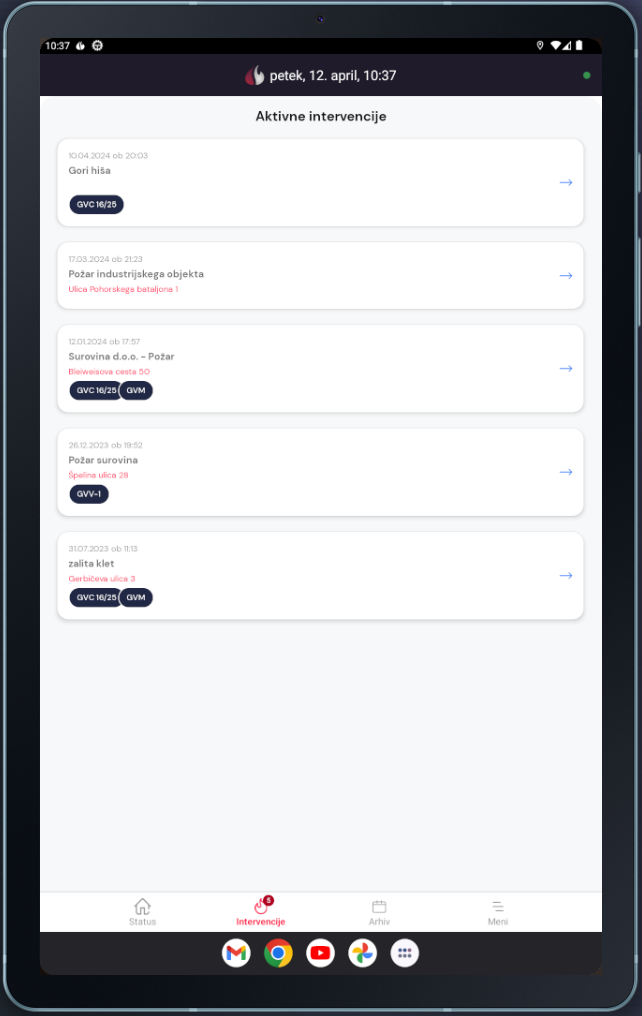 10:37
petek, 12. april, 10:37
Aktivne intervencije
10.04.2024 ob 20:03
Gori hiša
GVC 16/25
17.03.2024 ob 21:23
Požar industrijskega objekta
Ulica Pohorskega bataljona 1
12.01.2024 ob 17:57
Surovina d.o.o. - Požar
Bleiweisova cesta 50
GVC 16/25 GVM
26.12.2023 ob 19:52
Požar surovina
Špelina ulica 28
GVV-1
31.07.2023 ob 11:13
zalita klet
Gerbičeva ulica 3
GVC 16/25 GVM
5
Status Intervencije Arhiv Meni